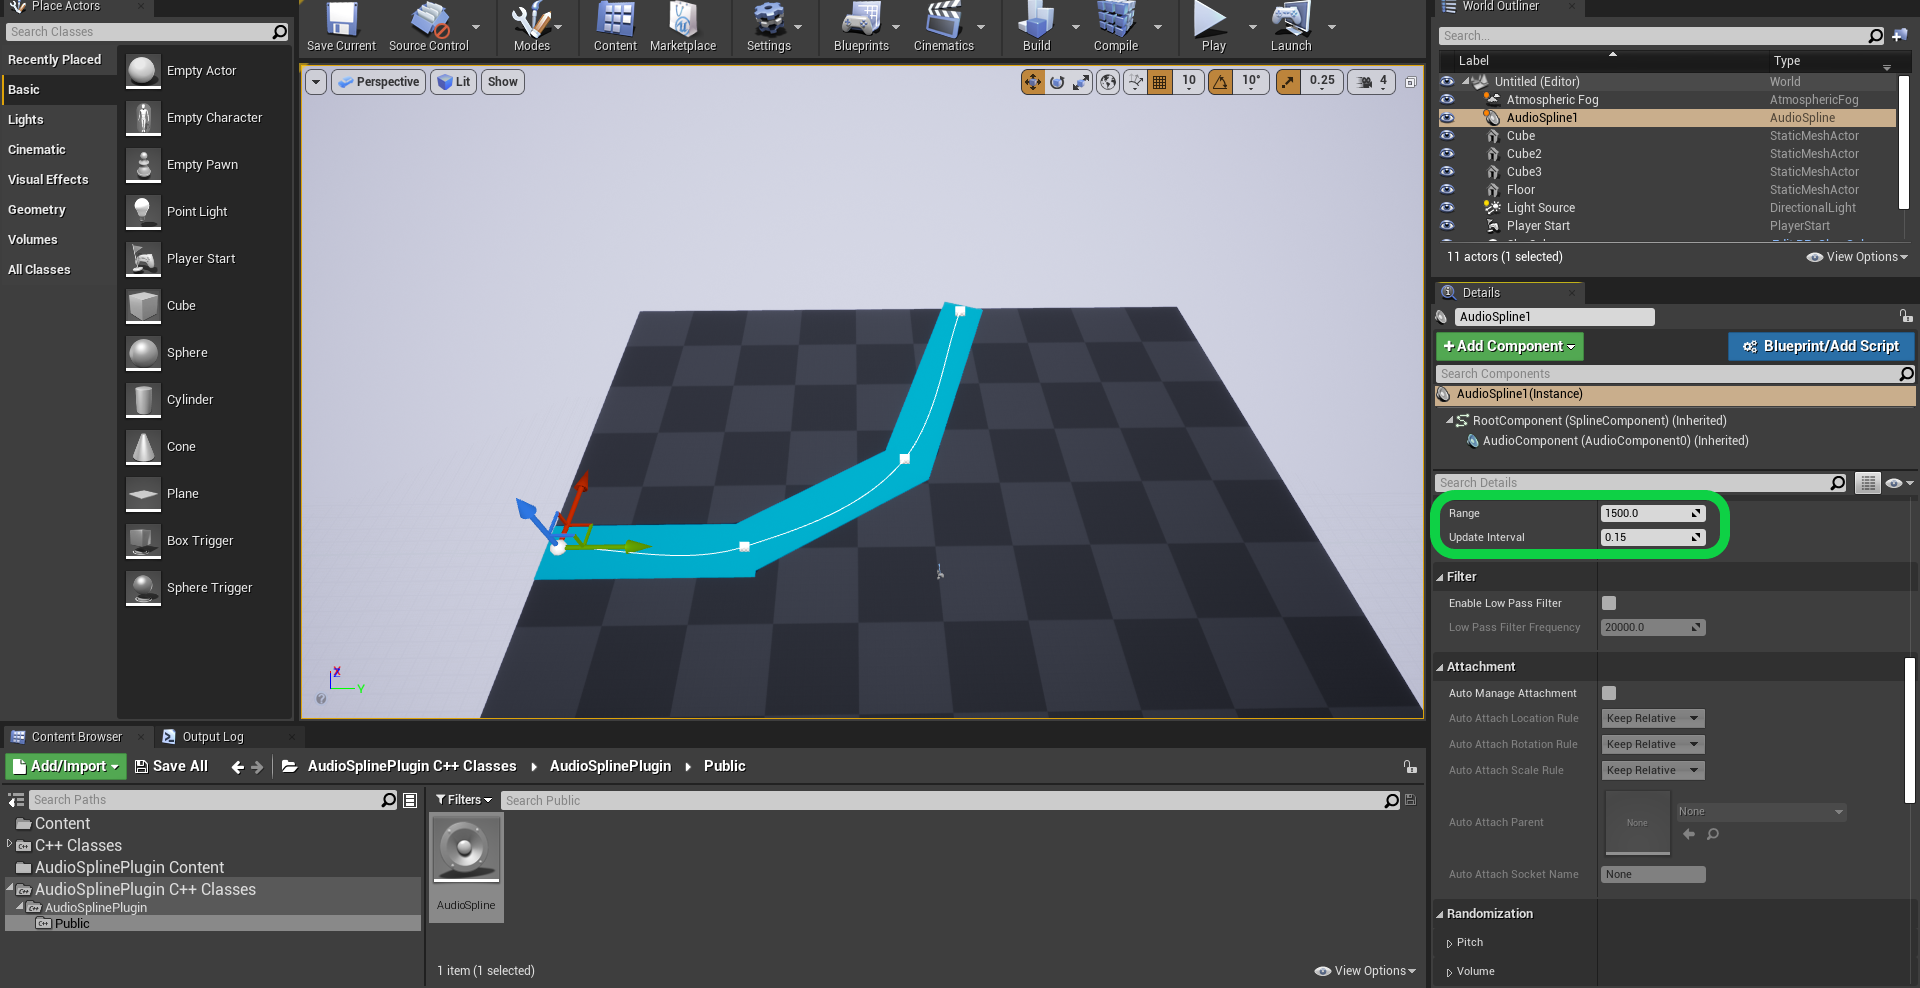 Place Actors
Search Classes
Recently Placed
Basic
Lights
Cinematic
Visual Effects
Geometry
Volumes
All Classes
Empty Actor
Empty Character
Empty Pawn
Point Light
Player Start
Cube
Sphere
Cylinder
Cone
Plane
Box Trigger
Sphere Trigger
Save Current
Source Control
Modes
Content
Marketplace
Settings
Blueprints
Cinematics
Build
Compile
Play
Launch
Perspective
Lit
Show
10
10°
0.25
4
X
Y
World Outliner
Search...
Label Type
Untitled (Editor) World
Atmospheric Fog AtmosphericFog
AudioSpline1 AudioSpline
Cube StaticMeshActor
Cube2 StaticMeshActor
Cube3 StaticMeshActor
Floor StaticMeshActor
Light Source DirectionalLight
Player Start PlayerStart
11 actors (1 selected)
View Options
Details
AudioSpline1
+Add Component
Blueprint/Add Script
Search Components
AudioSpline1(Instance)
RootComponent (SplineComponent) (Inherited)
AudioComponent (AudioComponent0) (Inherited)
Search Details
Range 1500.0
Update Interval 0.15
Filter
Enable Low Pass Filter
Low Pass Filter Frequency 20000.0
Attachment
Auto Manage Attachment
Auto Attach Location Rule Keep Relative
Auto Attach Rotation Rule Keep Relative
Auto Attach Scale Rule Keep Relative
Auto Attach Parent None None
Auto Attach Socket Name None
Randomization
Pitch
Volume
Content Browser
Output Log
Add/Import
Save All
AudioSplinePlugin C++ Classes
AudioSplinePlugin
Public
Search Paths
Filters
Search Public
Content
C++ Classes
AudioSplinePlugin Content
AudioSplinePlugin C++ Classes
AudioSplinePlugin
Public
AudioSpline
1 item (1 selected)
View Options